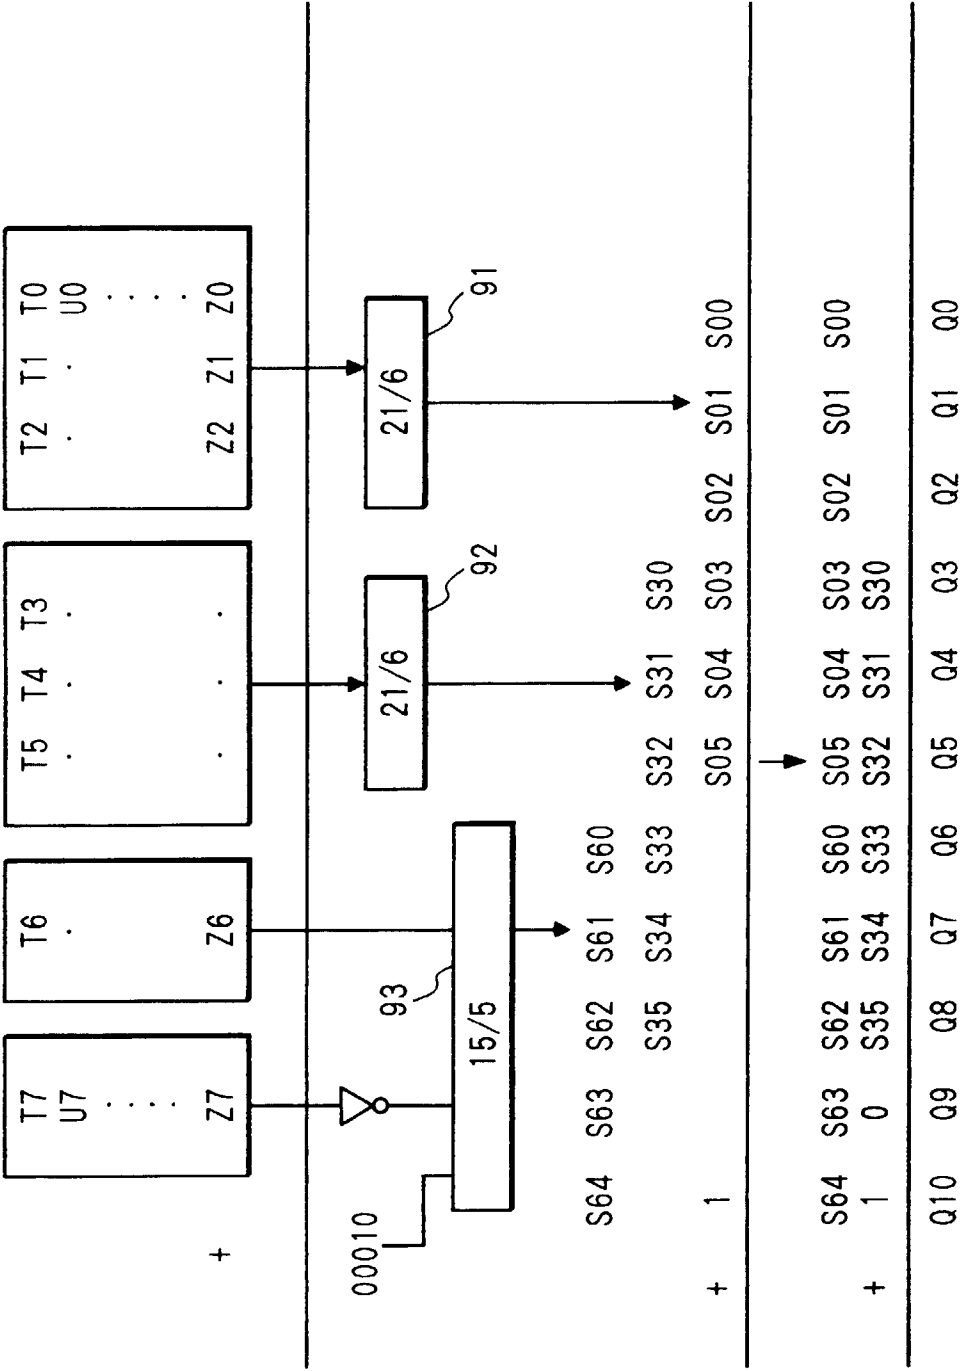 T7 T6 T5 T4 T3 T2 T1 T0
U7 · · · · · · U0
+ Z7 Z6 · · · Z2 Z1 Z0
00010
93 21/6 21/6
15/5 92 91
S64 S63 S62 S61 S60
S35 S34 S33 S32 S31 S30
+ 1 S05 S04 S03 S02 S01 S00
S64 S63 S62 S61 S60 S05 S04 S03 S02 S01 S00
+ 1 0 S35 S34 S33 S32 S31 S30
Q10 Q9 Q8 Q7 Q6 Q5 Q4 Q3 Q2 Q1 Q0